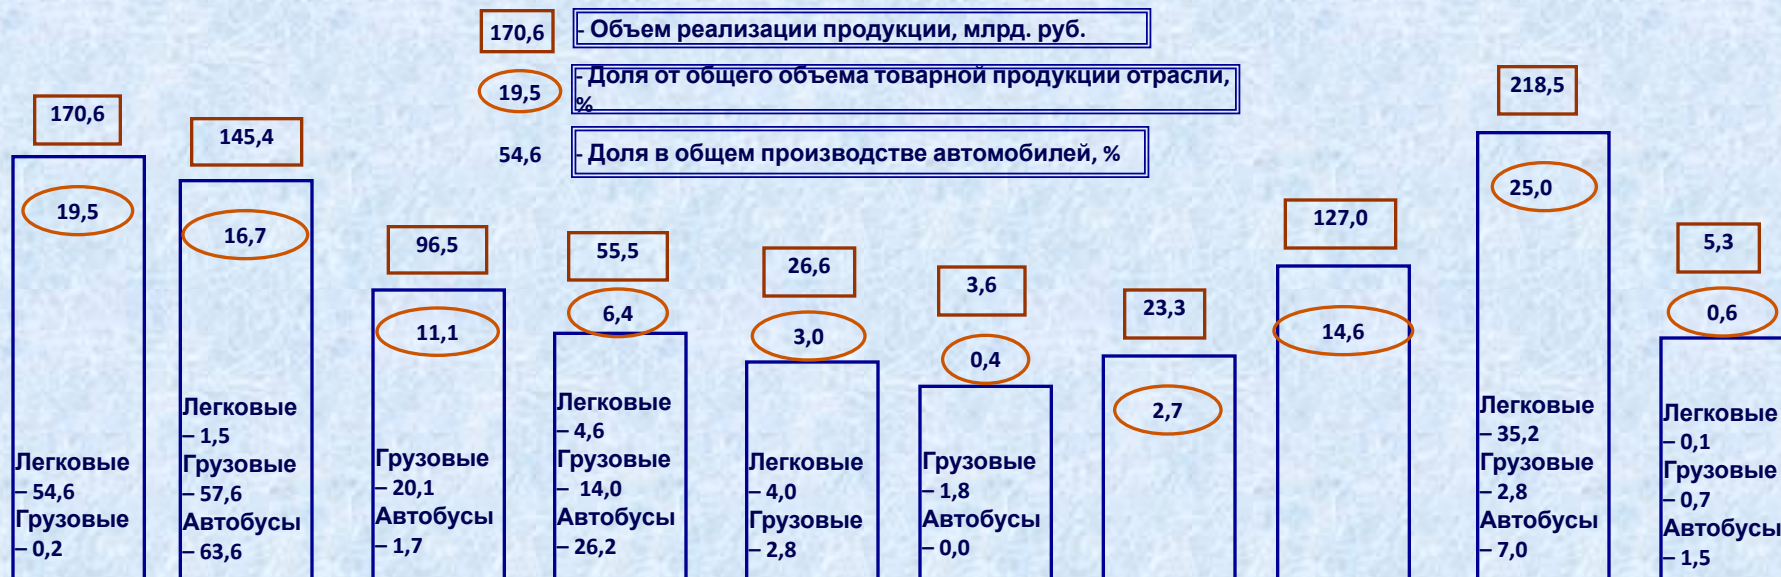 170,6
- Объем реализации продукции, млрд. руб.
19,5
- Доля от общего объема товарной продукции отрасли,
%
54,6
- Доля в общем производстве автомобилей, %
170,6
19,5
Легковые
– 54,6
Грузовые
– 0,2
145,4
16,7
Легковые
– 1,5
Грузовые
– 57,6
Автобусы
– 63,6
96,5
11,1
Грузовые
– 20,1
Автобусы
– 1,7
55,5
6,4
Легковые
– 4,6
Грузовые
– 14,0
Автобусы
– 26,2
26,6
3,0
Легковые
– 4,0
Грузовые
– 2,8
3,6
0,4
Грузовые
– 1,8
Автобусы
– 0,0
23,3
2,7
127,0
14,6
218,5
25,0
Легковые
– 35,2
Грузовые
– 2,8
Автобусы
– 7,0
5,3
0,6
Легковые
– 0,1
Грузовые
– 0,7
Автобусы
– 1,5